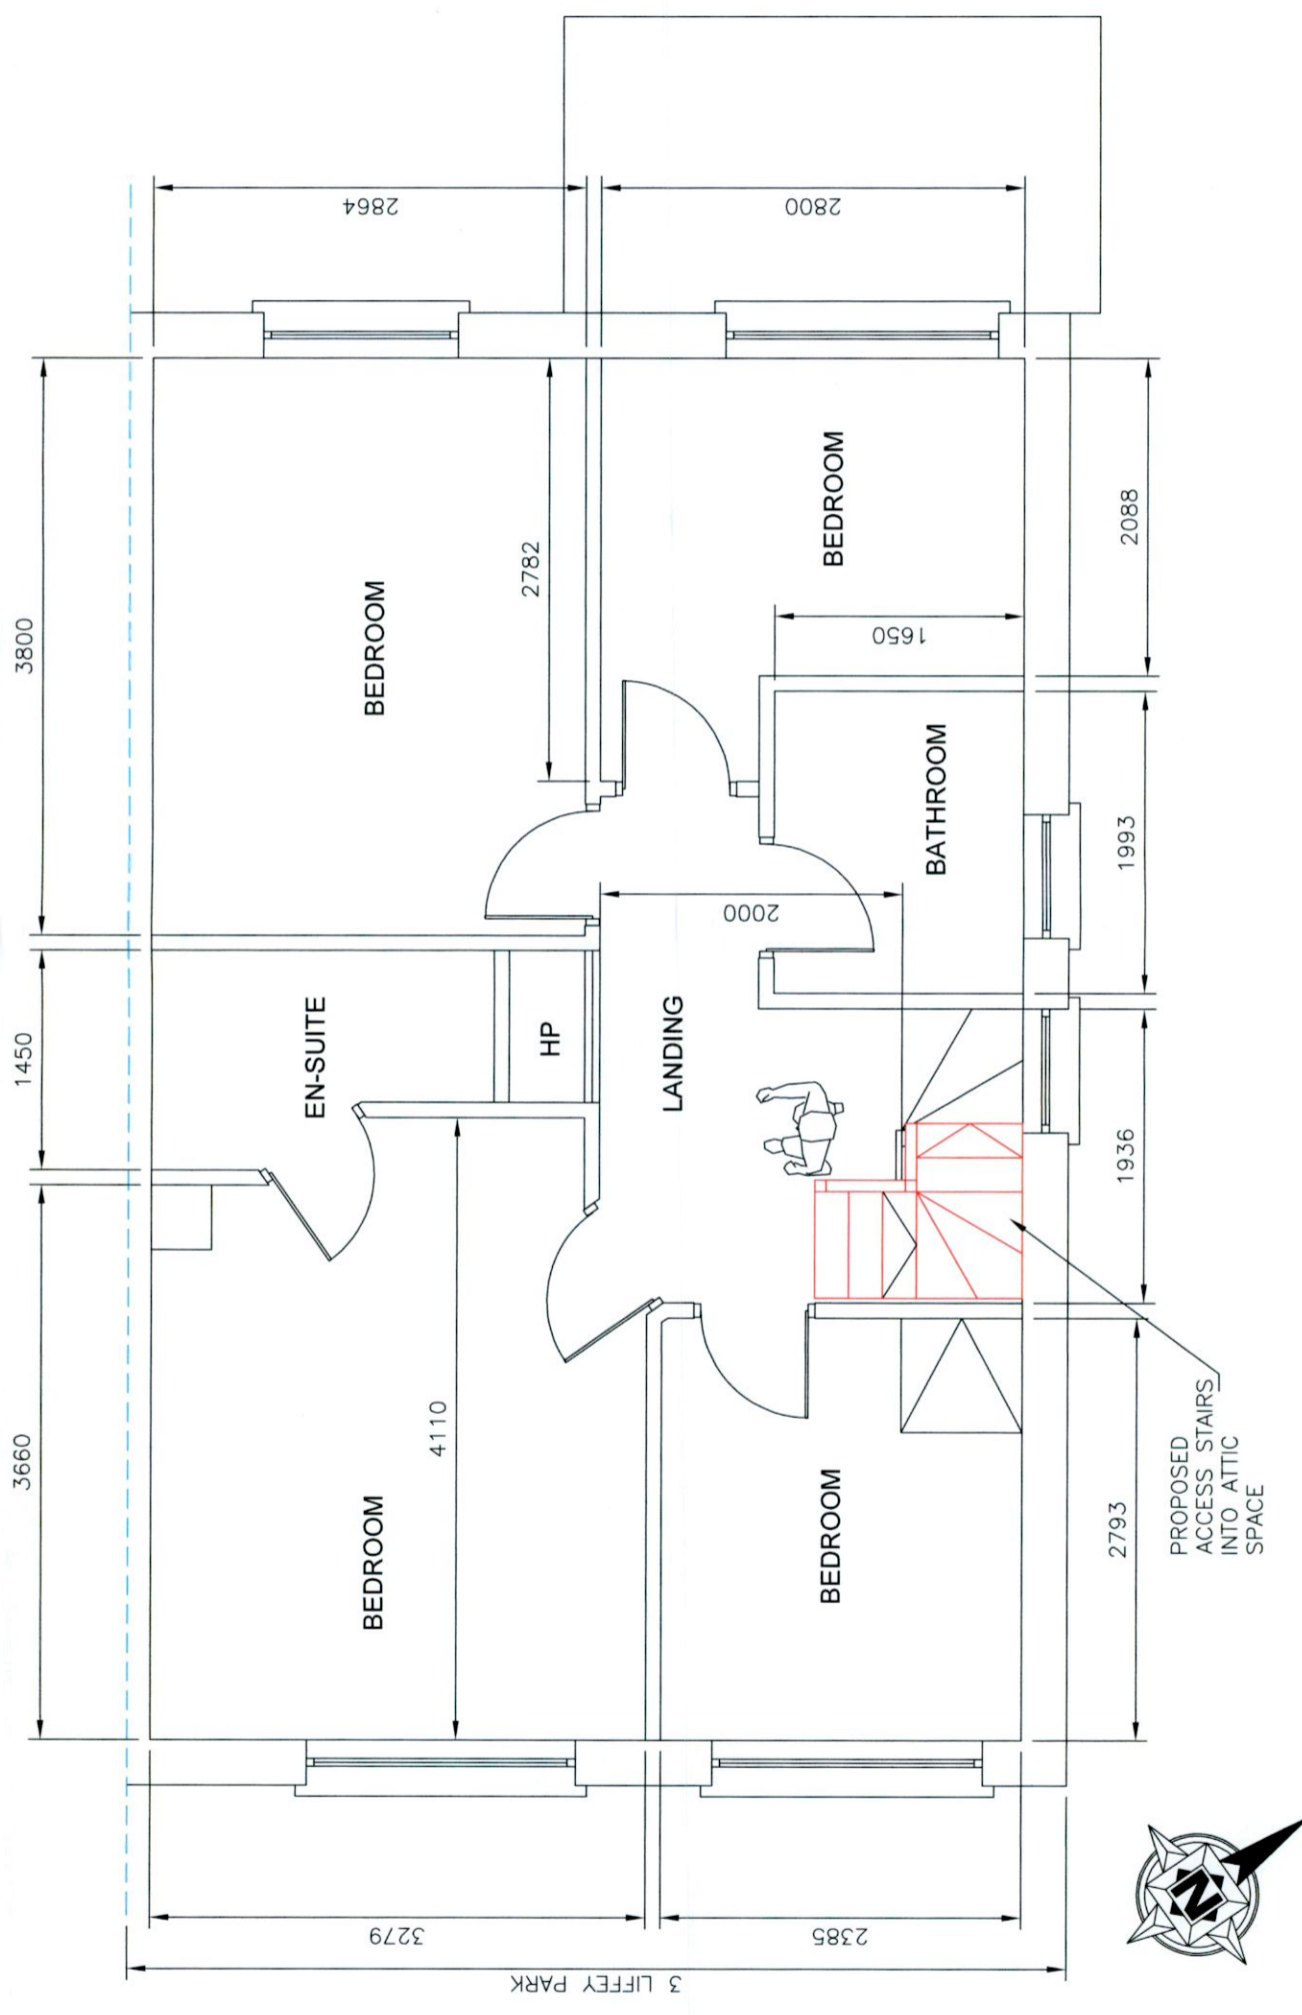 3660
1450
3800
2864
2800
BEDROOM
4110
EN-SUITE
HP
BEDROOM
2782
LANDING
2000
BEDROOM
BATHROOM
1650
BEDROOM
2793
1936
1993
2088
PROPOSED
ACCESS STAIRS
INTO ATTIC
SPACE
3279
2385
3 LIFFEY PARK
N